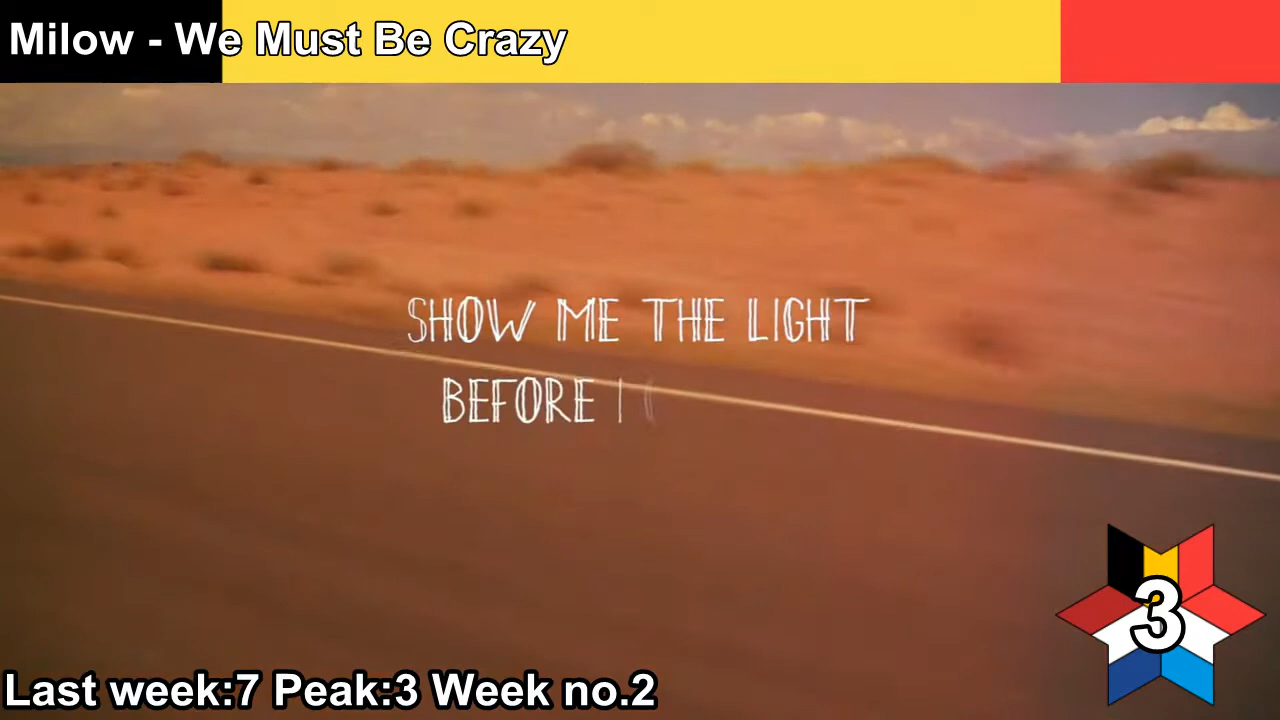 Milow - We Must Be Crazy
SHOW ME THE LIGHT
BEFORE I
3
Last week:7 Peak:3 Week no.2